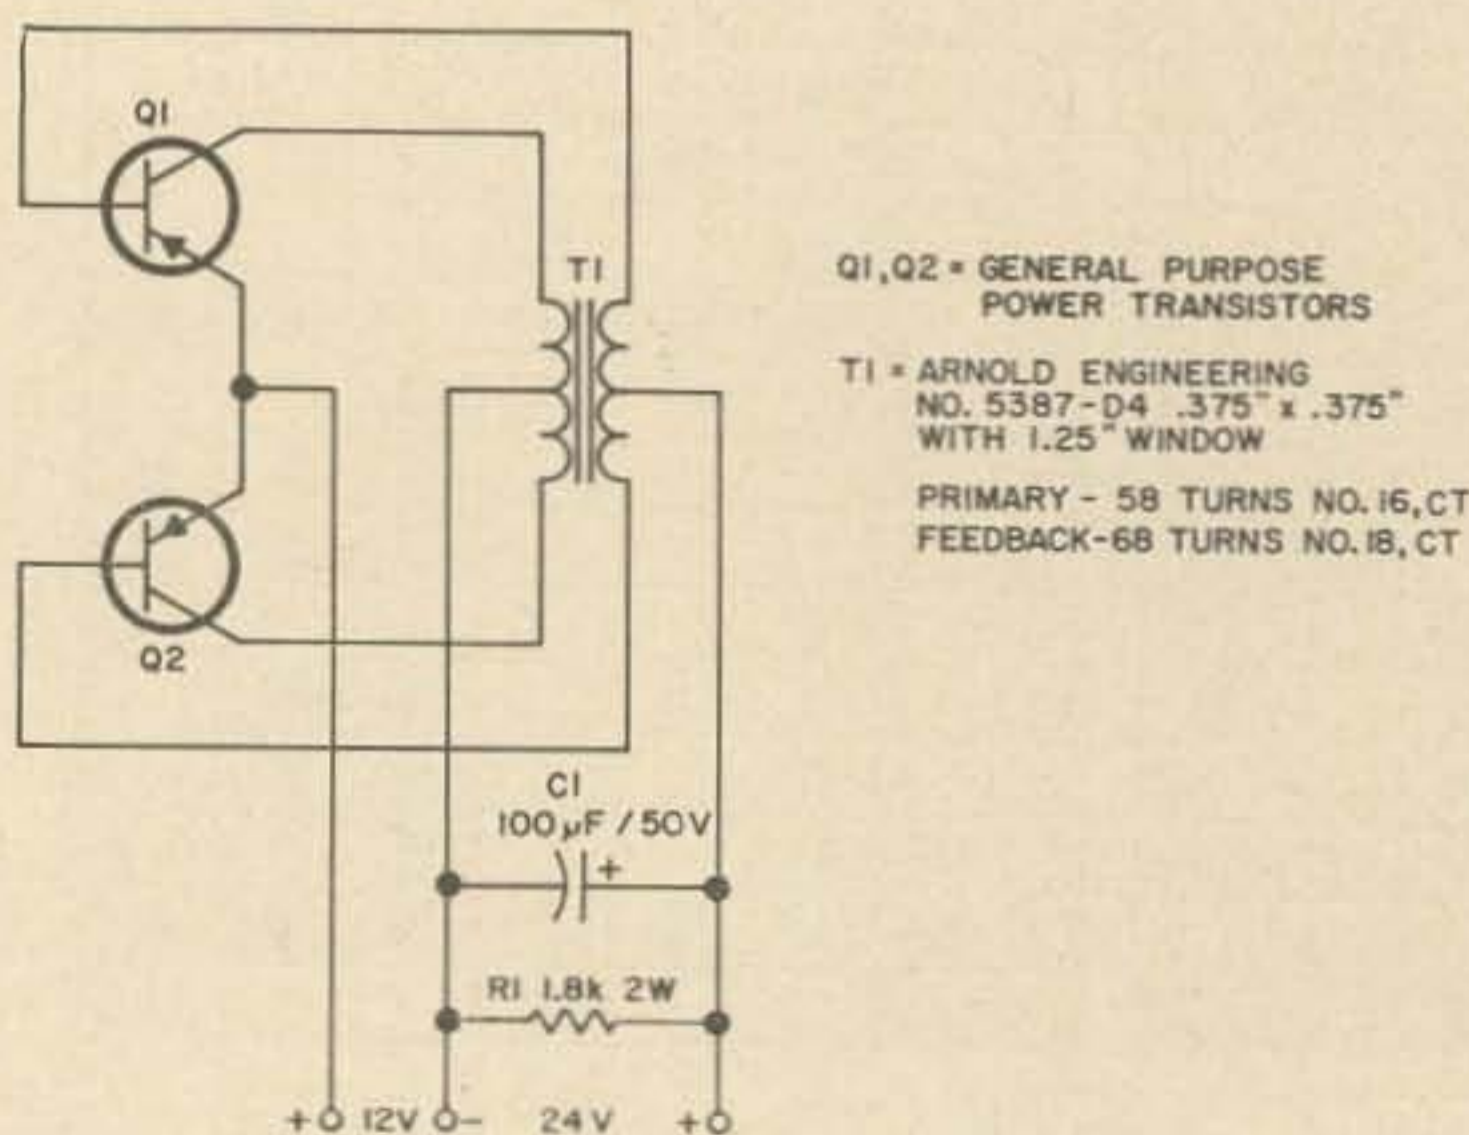 Q1
T1
Q1,Q2 = GENERAL PURPOSE
POWER TRANSISTORS
T1 = ARNOLD ENGINEERING
NO. 5387-D4 .375" x .375"
WITH 1.25" WINDOW
PRIMARY - 58 TURNS NO. 16, CT
FEEDBACK-68 TURNS NO. 18, CT
Q2
C1
100µF / 50V
+
R1 1.8k 2W
+ 12V - 24V +